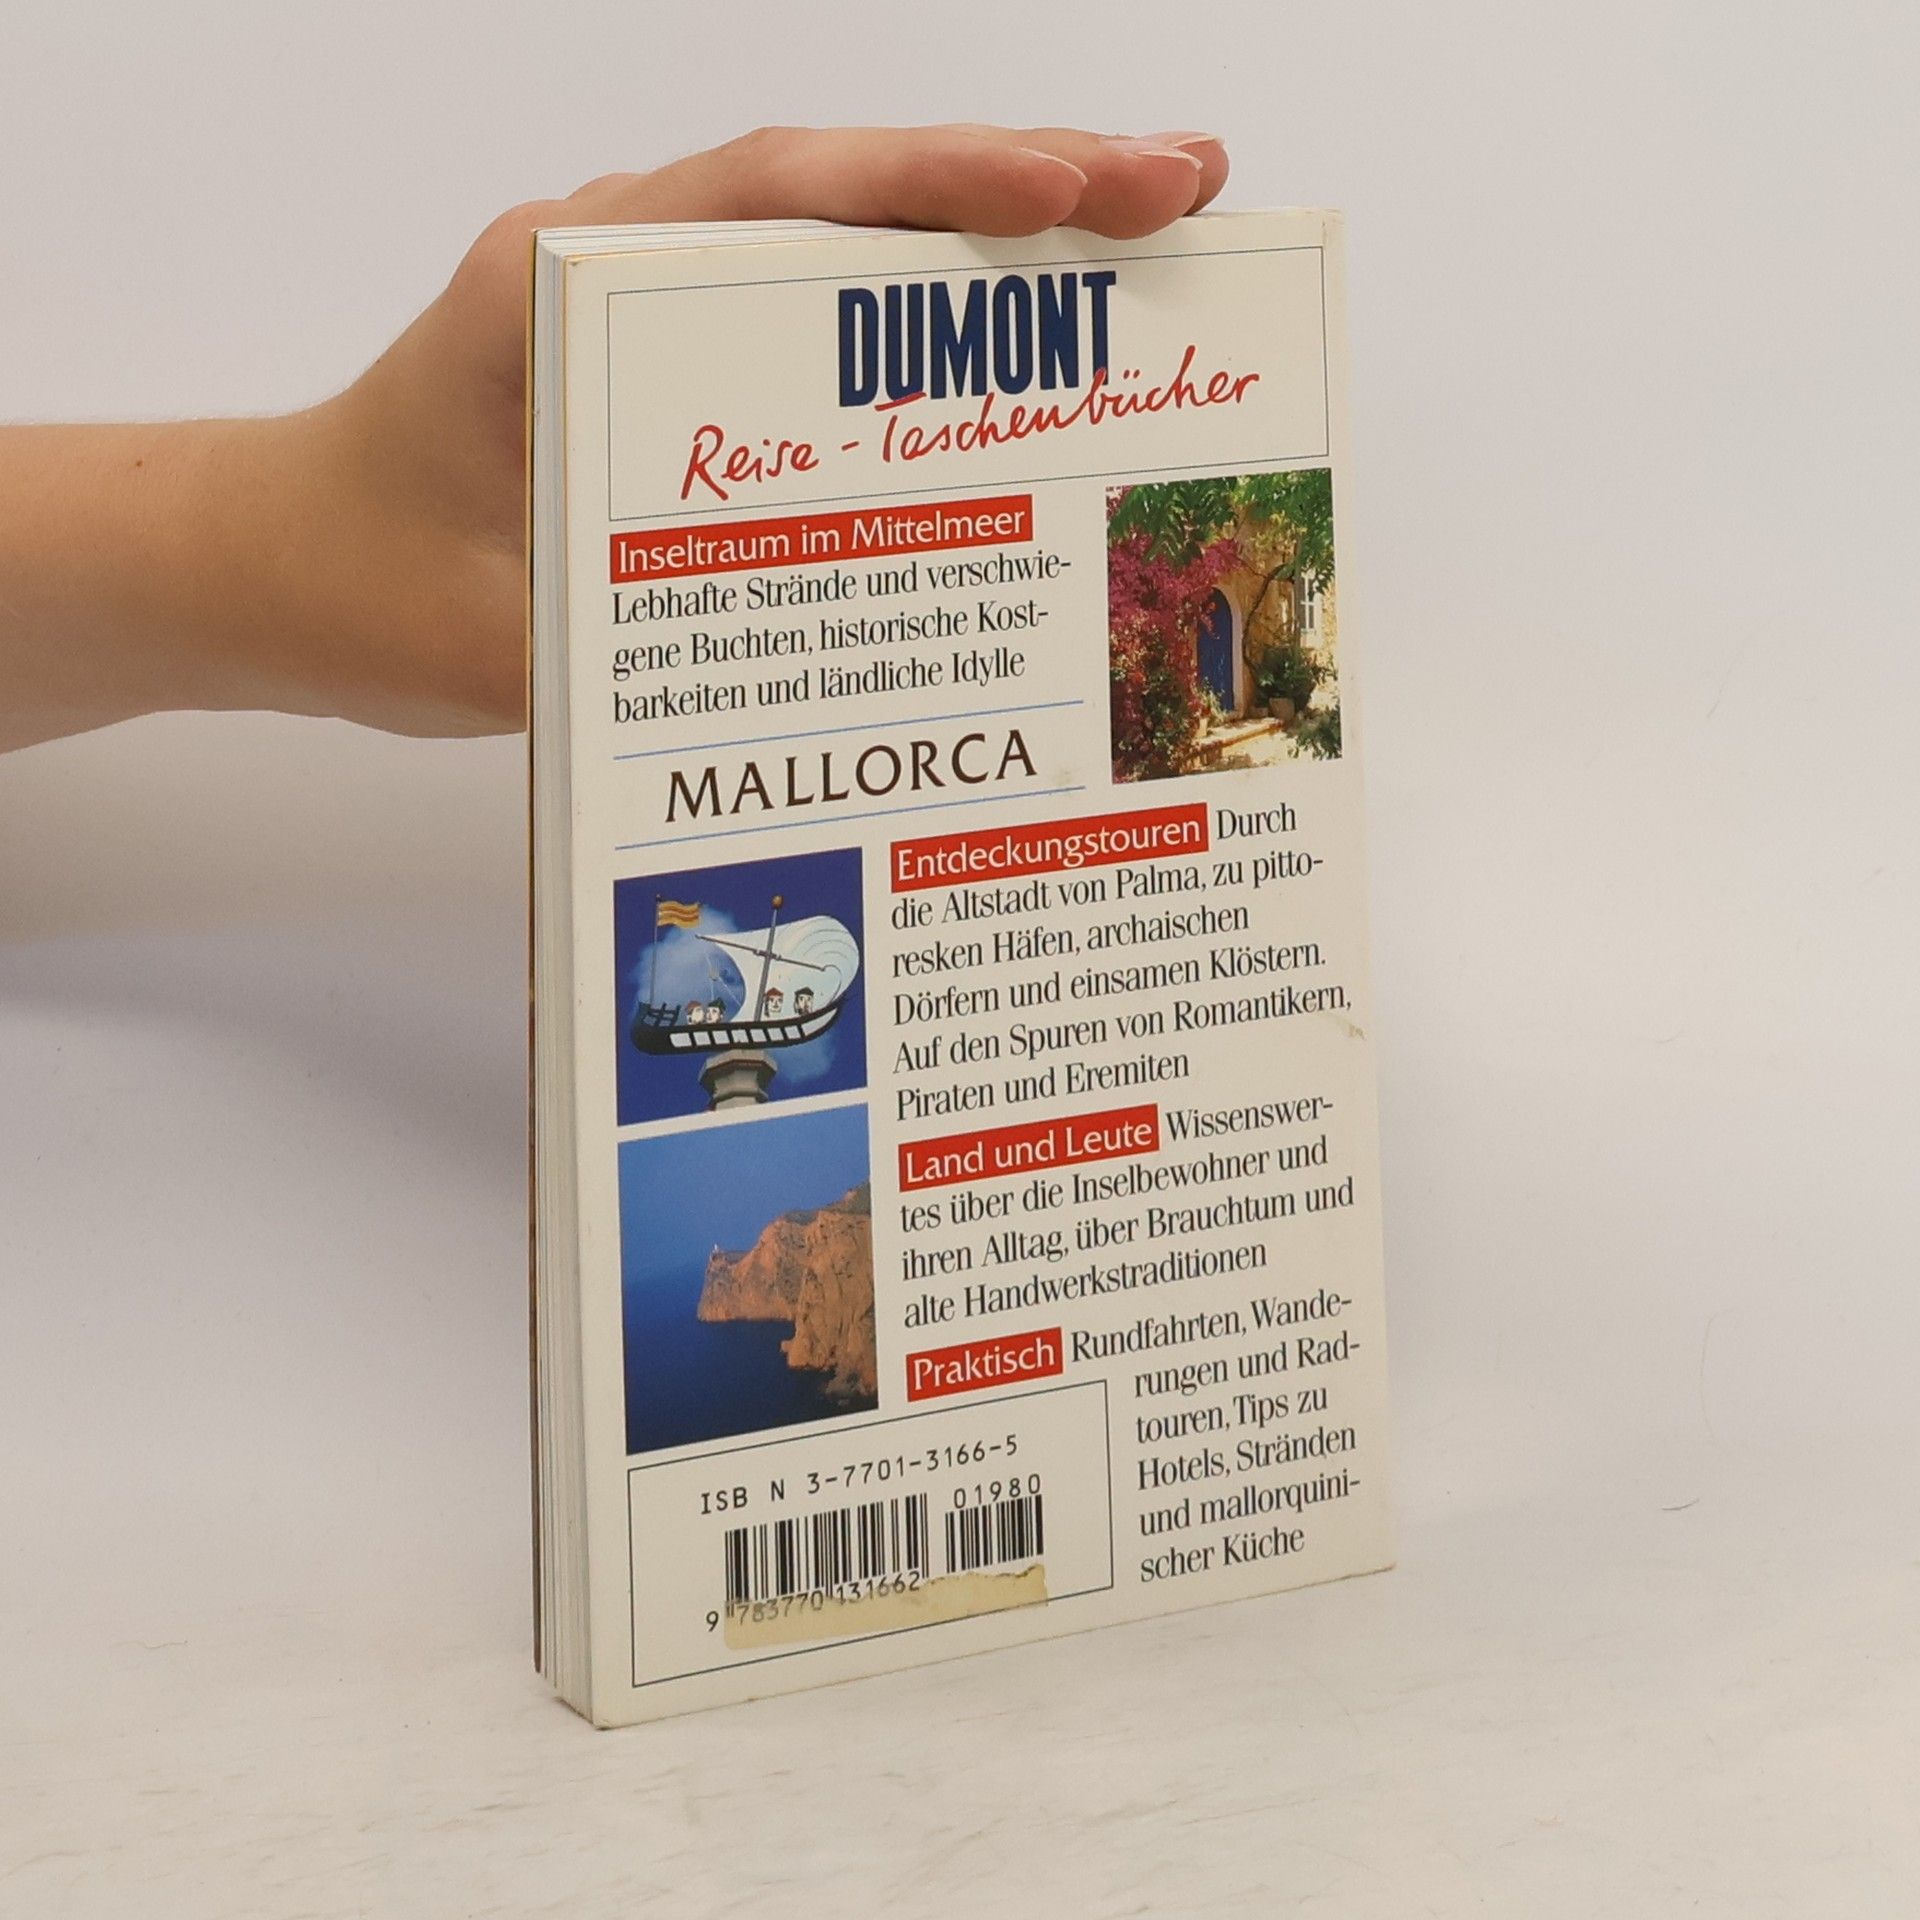 DUMONT
Reise-Taschenbücher
Inseltraum im Mittelmeer
Lebhafte Strände und verschwie-
gene Buchten, historische Kost-
barkeiten und ländliche Idylle
MALLORCA
Entdeckungstouren Durch
die Altstadt von Palma, zu pitto-
resken Häfen, archaischen
Dörfern und einsamen Klöstern.
Auf den Spuren von Romantikern,
Piraten und Eremiten
Land und Leute Wissenswer-
tes über die Inselbewohner und
ihren Alltag, über Brauchtum und
alte Handwerkstraditionen
Praktisch Rundfahrten, Wande-
rungen und Rad-
touren, Tips zu
Hotels, Stränden
und mallorquini-
scher Küche
ISB N 3-7701-3166-5
01980
9 783770 131662